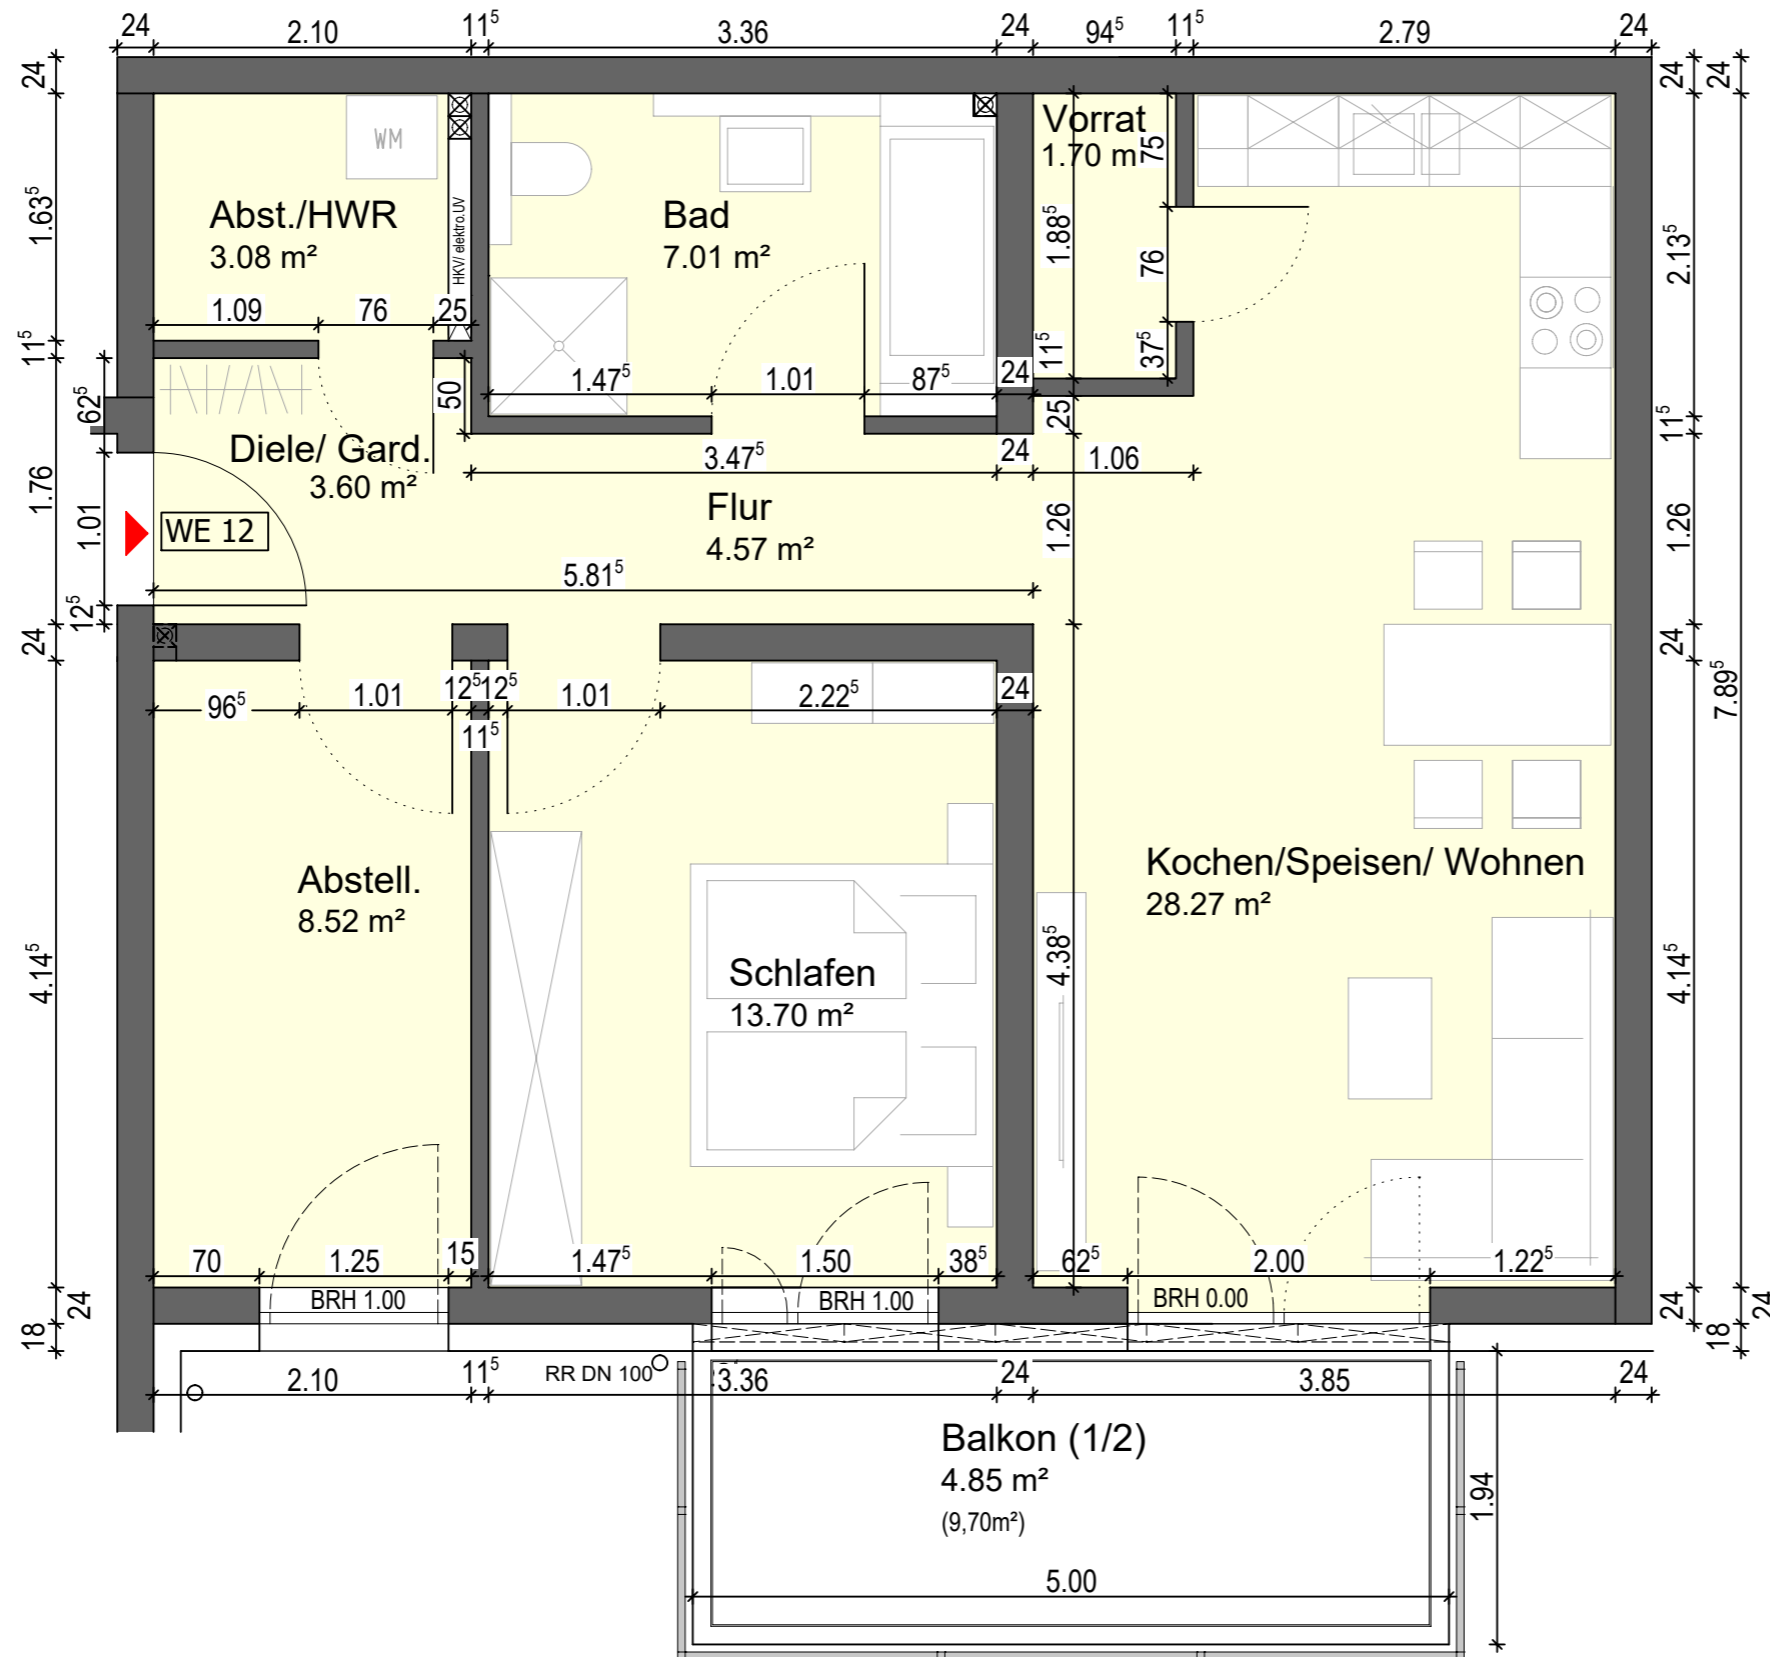 24 2.10 11⁵ 3.36 24 94⁵ 11⁵ 2.79 24
24
1.63⁵
11⁵
62⁵
1.76
1.01
12⁵
24
4.14⁵
24
18
WM
Abst./HWR
3.08 m²
HKV/ elektro.UV
1.09 76 25
Bad
7.01 m²
1.47⁵ 1.01 87⁵ 24
Vorrat
1.70 m
75
1.88⁵
76
11⁵
37⁵
25
50
Diele/ Gard.
3.60 m²
3.47⁵ 24 1.06
Flur
4.57 m²
1.26
WE 12
5.81⁵
96⁵ 1.01 12⁵ 12⁵ 1.01 2.22⁵ 24
11⁵
Abstell.
8.52 m²
Schlafen
13.70 m²
Kochen/Speisen/ Wohnen
28.27 m²
4.38⁵
24 24
2.13⁵
11⁵
1.26
24
7.89⁵
4.14⁵
24 24
18
70 1.25 15 1.47⁵ 1.50 38⁵ 62⁵ 2.00 1.22⁵
BRH 1.00 BRH 1.00 BRH 0.00
RR DN 100
2.10 11⁵ 3.36 24 3.85 24
Balkon (1/2)
4.85 m²
(9,70m²)
1.94
5.00